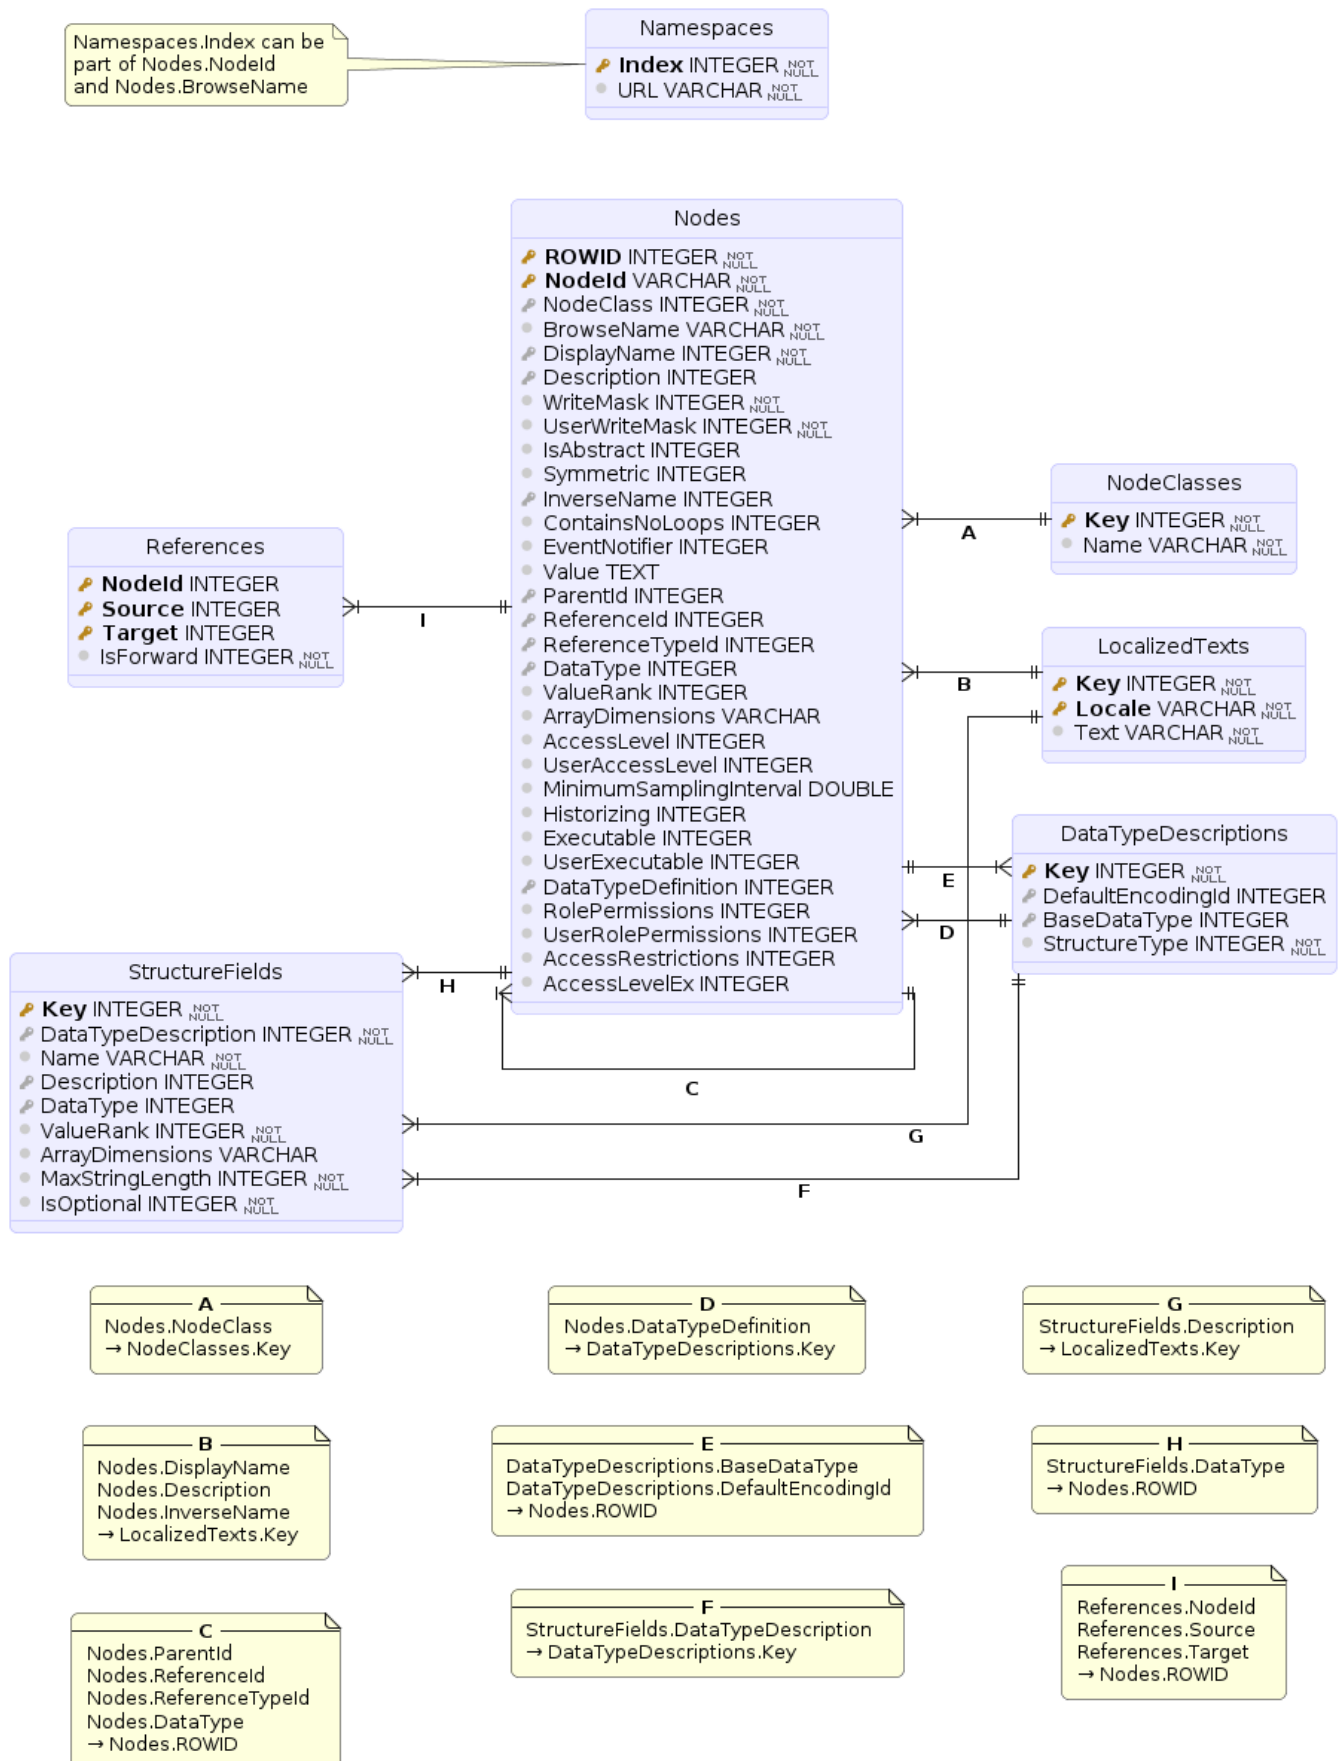 Namespaces.Index can be
part of Nodes.NodeId
and Nodes.BrowseName
Namespaces
Index INTEGER NOT NULL
URL VARCHAR NOT NULL
Nodes
ROWID INTEGER NOT NULL
NodeId VARCHAR NOT NULL
NodeClass INTEGER NOT NULL
BrowseName VARCHAR NOT NULL
DisplayName INTEGER NOT NULL
Description INTEGER
WriteMask INTEGER NOT NULL
UserWriteMask INTEGER NOT NULL
IsAbstract INTEGER
Symmetric INTEGER
InverseName INTEGER
ContainsNoLoops INTEGER
EventNotifier INTEGER
Value TEXT
ParentId INTEGER
ReferenceId INTEGER
ReferenceTypeId INTEGER
DataType INTEGER
ValueRank INTEGER
ArrayDimensions VARCHAR
AccessLevel INTEGER
UserAccessLevel INTEGER
MinimumSamplingInterval DOUBLE
Historizing INTEGER
Executable INTEGER
UserExecutable INTEGER
DataTypeDefinition INTEGER
RolePermissions INTEGER
UserRolePermissions INTEGER
AccessRestrictions INTEGER
AccessLevelEx INTEGER
NodeClasses
Key INTEGER NOT NULL
Name VARCHAR NOT NULL
A
References
NodeId INTEGER
Source INTEGER
Target INTEGER
IsForward INTEGER NOT NULL
I
LocalizedTexts
Key INTEGER NOT NULL
Locale VARCHAR NOT NULL
Text VARCHAR NOT NULL
B
DataTypeDescriptions
Key INTEGER NOT NULL
DefaultEncodingId INTEGER
BaseDataType INTEGER
StructureType INTEGER NOT NULL
E
D
StructureFields
Key INTEGER NOT NULL
DataTypeDescription INTEGER NOT NULL
Name VARCHAR NOT NULL
Description INTEGER
DataType INTEGER
ValueRank INTEGER NOT NULL
ArrayDimensions VARCHAR
MaxStringLength INTEGER NOT NULL
IsOptional INTEGER NOT NULL
H
C
G
F
A
Nodes.NodeClass
→ NodeClasses.Key
D
Nodes.DataTypeDefinition
→ DataTypeDescriptions.Key
G
StructureFields.Description
→ LocalizedTexts.Key
B
Nodes.DisplayName
Nodes.Description
Nodes.InverseName
→ LocalizedTexts.Key
E
DataTypeDescriptions.BaseDataType
DataTypeDescriptions.DefaultEncodingId
→ Nodes.ROWID
H
StructureFields.DataType
→ Nodes.ROWID
C
Nodes.ParentId
Nodes.ReferenceId
Nodes.ReferenceTypeId
Nodes.DataType
→ Nodes.ROWID
F
StructureFields.DataTypeDescription
→ DataTypeDescriptions.Key
I
References.NodeId
References.Source
References.Target
→ Nodes.ROWID